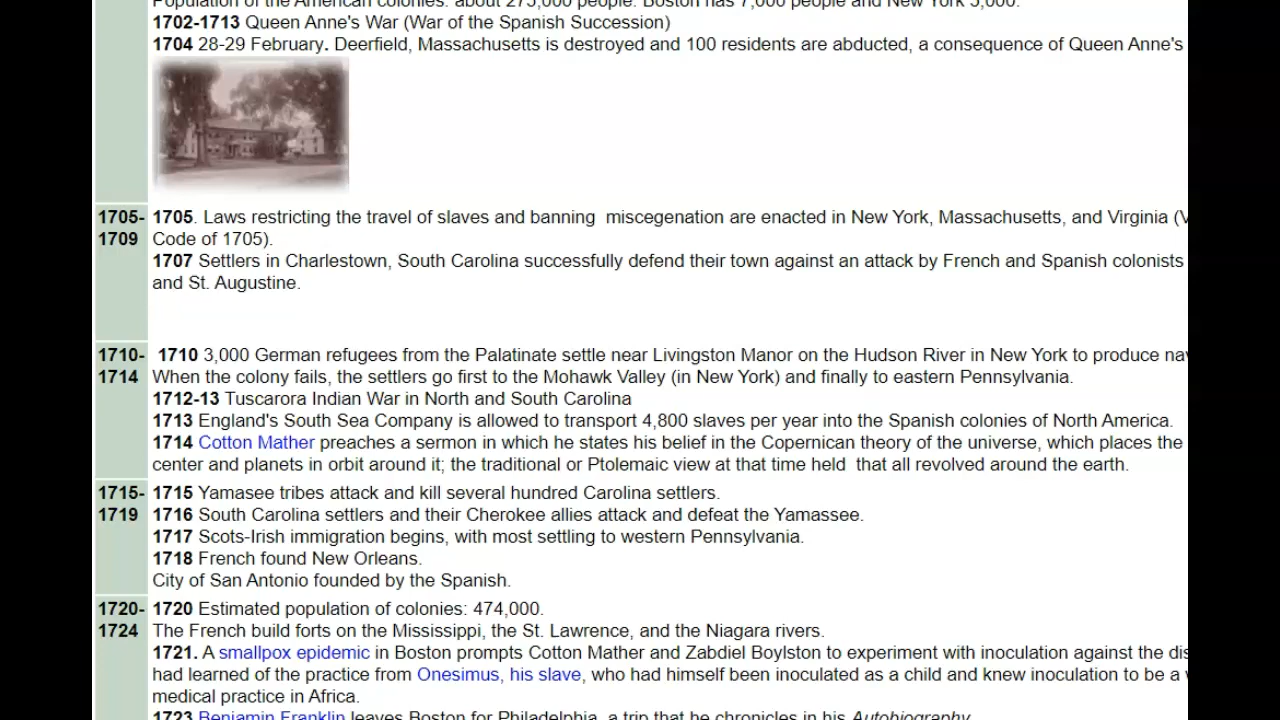 Population of the American colonies: about 275,000 people. Boston has 7,000 people and New York 5,000.
1702-1713 Queen Anne's War (War of the Spanish Succession)
1704 28-29 February. Deerfield, Massachusetts is destroyed and 100 residents are abducted, a consequence of Queen Anne's
1705- 1705. Laws restricting the travel of slaves and banning  miscegenation are enacted in New York, Massachusetts, and Virginia (
1709 Code of 1705).
1707 Settlers in Charlestown, South Carolina successfully defend their town against an attack by French and Spanish colonists
and St. Augustine.
1710- 1710 3,000 German refugees from the Palatinate settle near Livingston Manor on the Hudson River in New York to produce
1714 When the colony fails, the settlers go first to the Mohawk Valley (in New York) and finally to eastern Pennsylvania.
1712-13 Tuscarora Indian War in North and South Carolina
1713 England's South Sea Company is allowed to transport 4,800 slaves per year into the Spanish colonies of North America.
1714 Cotton Mather preaches a sermon in which he states his belief in the Copernican theory of the universe, which places the
center and planets in orbit around it; the traditional or Ptolemaic view at that time held  that all revolved around the earth.
1715- 1715 Yamasee tribes attack and kill several hundred Carolina settlers.
1719 1716 South Carolina settlers and their Cherokee allies attack and defeat the Yamassee.
1717 Scots-Irish immigration begins, with most settling to western Pennsylvania.
1718 French found New Orleans.
City of San Antonio founded by the Spanish.
1720- 1720 Estimated population of colonies: 474,000.
1724 The French build forts on the Mississippi, the St. Lawrence, and the Niagara rivers.
1721. A smallpox epidemic in Boston prompts Cotton Mather and Zabdiel Boylston to experiment with inoculation against the
had learned of the practice from Onesimus, his slave, who had himself been inoculated as a child and knew inoculation to be a
medical practice in Africa.
1723 Benjamin Franklin leaves Boston for Philadelphia, a trip that he chronicles in his Autobiography